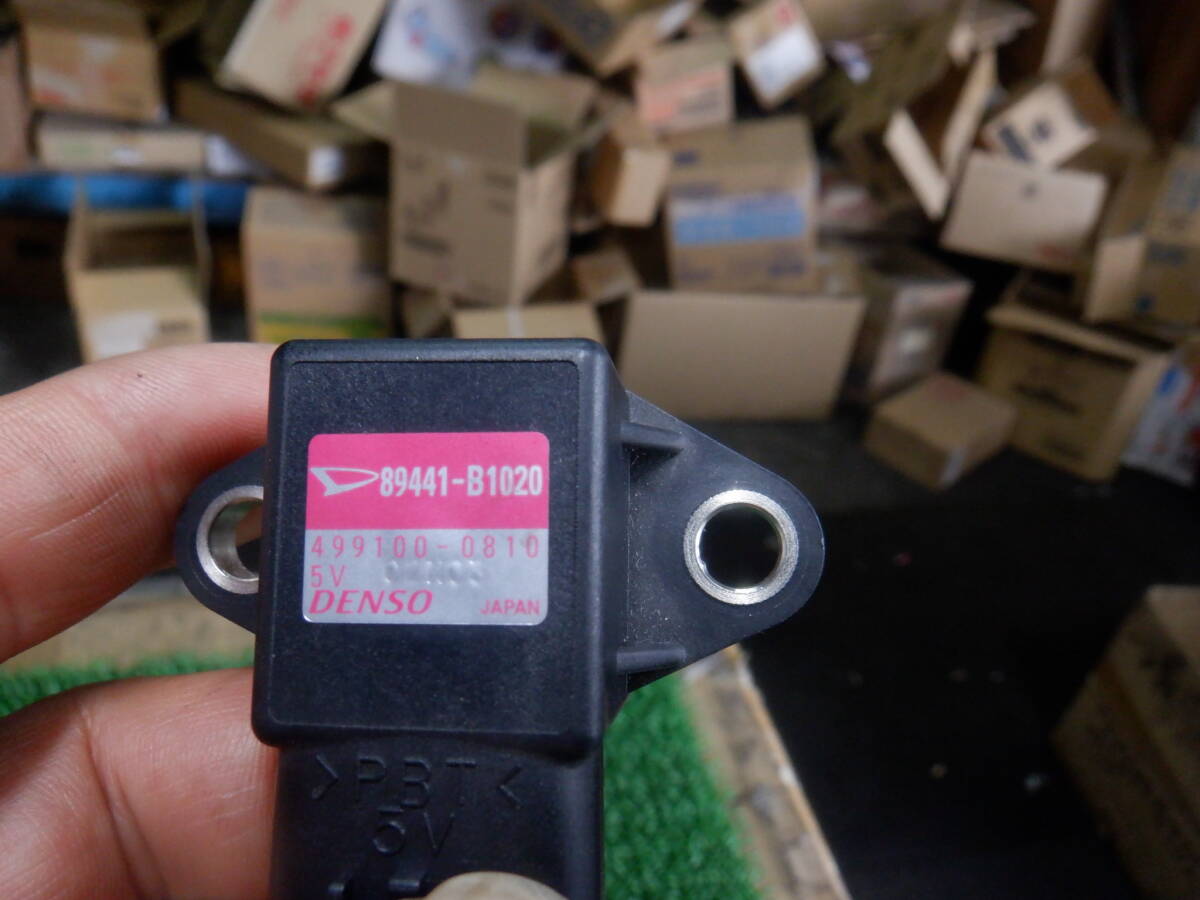 89441-B1020
499100-0810
5V
DENSO JAPAN
>PBT<
5V